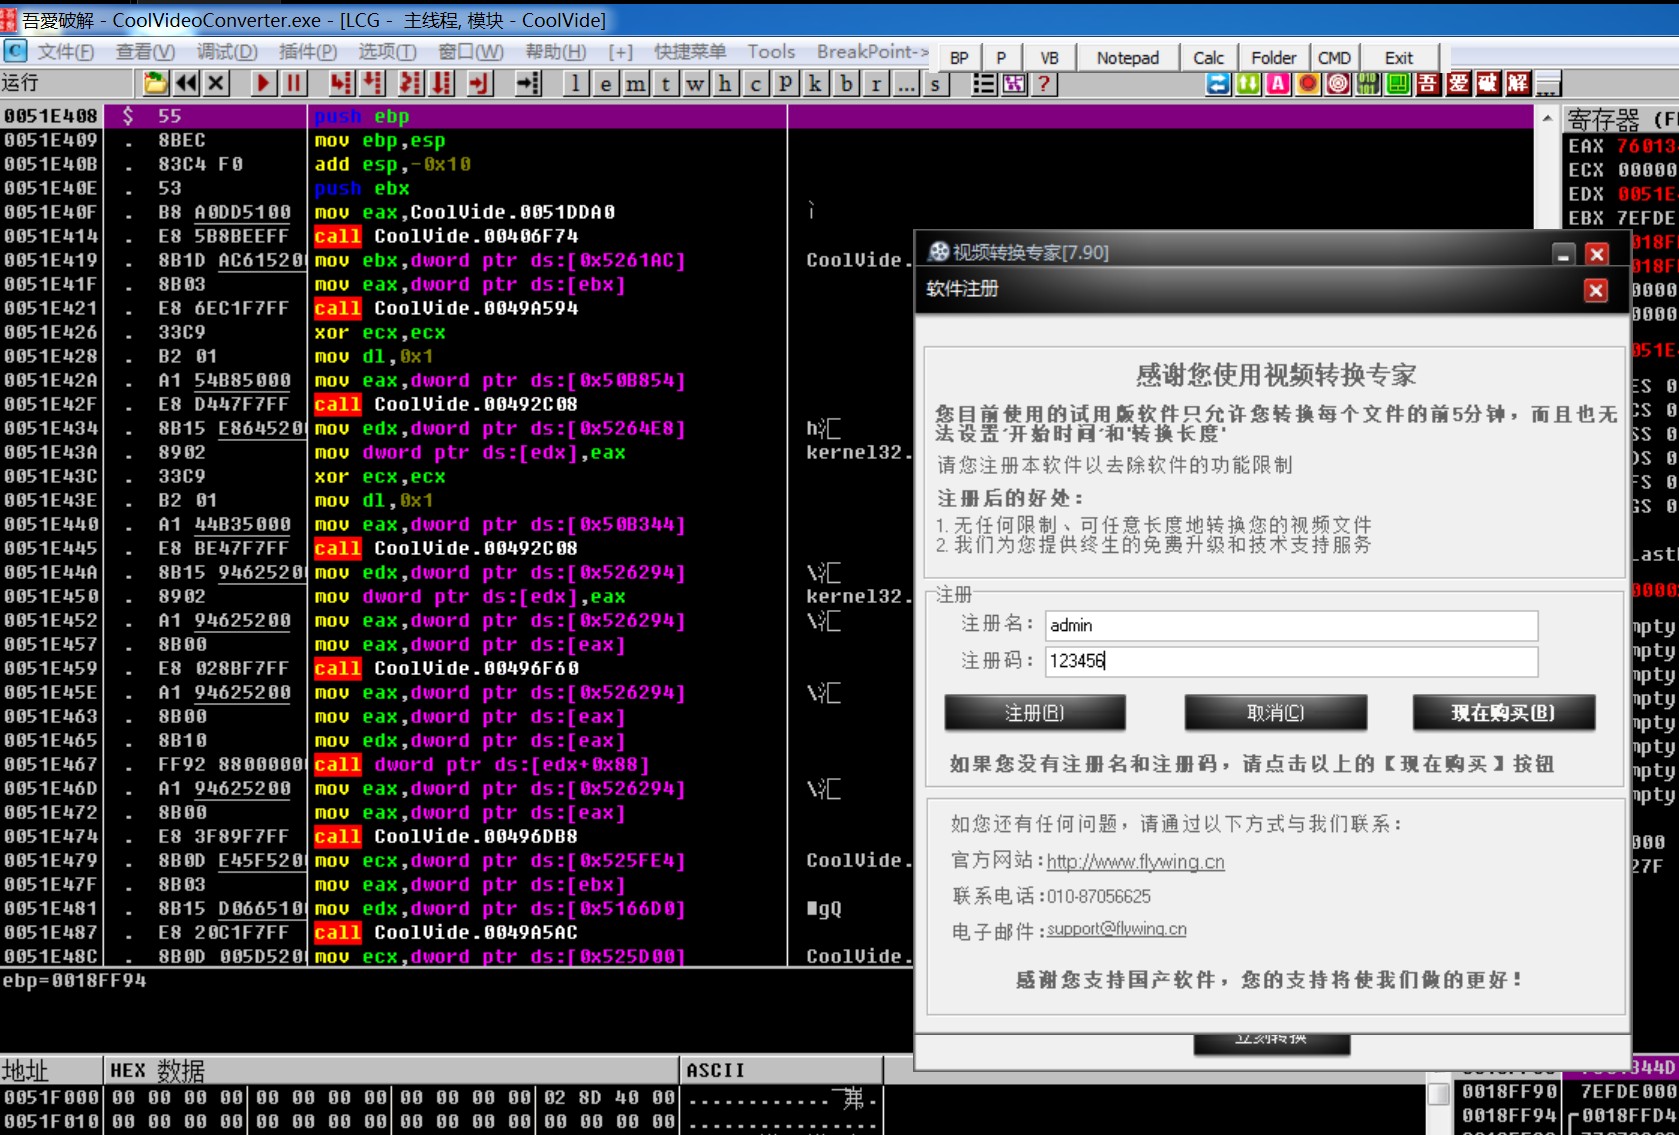 吾爱破解 - CoolVideoConverter.exe - [LCG - 主线程, 模块 - CoolVide]
C 文件(F) 查看(V) 调试(D) 插件(P) 选项(T) 窗口(W) 帮助(H) [+] 快捷菜单 Tools BreakPoint-> BP P VB Notepad Calc Folder CMD Exit
运行 l e m t w h c p k b r ... s ? A 吾 爱 破 解
0051E408 $ 55 push ebp
0051E409 . 8BEC mov ebp,esp
0051E40B . 83C4 F0 add esp,-0x10
0051E40E . 53 push ebx
0051E40F . B8 A0DD5100 mov eax,CoolVide.0051DDA0
0051E414 . E8 5B8BEEFF call CoolVide.00406F74
0051E419 . 8B1D AC61520 mov ebx,dword ptr ds:[0x5261AC] CoolVide.
0051E41F . 8B03 mov eax,dword ptr ds:[ebx]
0051E421 . E8 6EC1F7FF call CoolVide.0049A594
0051E426 . 33C9 xor ecx,ecx
0051E428 . B2 01 mov dl,0x1
0051E42A . A1 54B85000 mov eax,dword ptr ds:[0x50B854]
0051E42F . E8 D447F7FF call CoolVide.00492C08
0051E434 . 8B15 E864520 mov edx,dword ptr ds:[0x5264E8]
0051E43A . 8902 mov dword ptr ds:[edx],eax kernel32.
0051E43C . 33C9 xor ecx,ecx
0051E43E . B2 01 mov dl,0x1
0051E440 . A1 44B35000 mov eax,dword ptr ds:[0x50B344]
0051E445 . E8 BE47F7FF call CoolVide.00492C08
0051E44A . 8B15 9462520 mov edx,dword ptr ds:[0x526294]
0051E450 . 8902 mov dword ptr ds:[edx],eax kernel32.
0051E452 . A1 94625200 mov eax,dword ptr ds:[0x526294]
0051E457 . 8B00 mov eax,dword ptr ds:[eax]
0051E459 . E8 028BF7FF call CoolVide.00496F60
0051E45E . A1 94625200 mov eax,dword ptr ds:[0x526294]
0051E463 . 8B00 mov eax,dword ptr ds:[eax]
0051E465 . 8B10 mov edx,dword ptr ds:[eax]
0051E467 . FF92 8800000 call dword ptr ds:[edx+0x88]
0051E46D . A1 94625200 mov eax,dword ptr ds:[0x526294]
0051E472 . 8B00 mov eax,dword ptr ds:[eax]
0051E474 . E8 3F89F7FF call CoolVide.00496DB8
0051E479 . 8B0D E45F520 mov ecx,dword ptr ds:[0x525FE4] CoolVide.
0051E47F . 8B03 mov eax,dword ptr ds:[ebx]
0051E481 . 8B15 D066510 mov edx,dword ptr ds:[0x5166D0] gQ
0051E487 . E8 20C1F7FF call CoolVide.0049A5AC
0051E48C . 8B0D 005D520 mov ecx,dword ptr ds:[0x525D00] CoolVide.
ebp=0018FF94
寄存器 (F
EAX 76013
ECX 00000
EDX 0051E
EBX 7EFDE
视频转换专家[7.90]
软件注册
感谢您使用视频转换专家
您目前使用的试用版软件只允许您转换每个文件的前5分钟，而且也无
法设置'开始时间'和'转换长度'
请您注册本软件以去除软件的功能限制
注册后的好处：
1. 无任何限制、可任意长度地转换您的视频文件
2. 我们为您提供终生的免费升级和技术支持服务
注册
注册名： admin
注册码： 123456
注册(R) 取消(C) 现在购买(B)
如果您没有注册名和注册码，请点击以上的【现在购买】按钮
如您还有任何问题，请通过以下方式与我们联系：
官方网站：http://www.flywing.cn
联系电话：010-87056625
电子邮件：support@flywing.cn
感谢您支持国产软件，您的支持将使我们做的更好！
立刻转换
地址 HEX 数据 ASCII
0051F000 00 00 00 00 00 00 00 00 00 00 00 00 02 8D 40 00
0051F010 00 00 00 00 00 00 00 00 00 00 00 00 00 00 00 00 ................
0018FF90 7EFDE000
0018FF94 0018FFD4